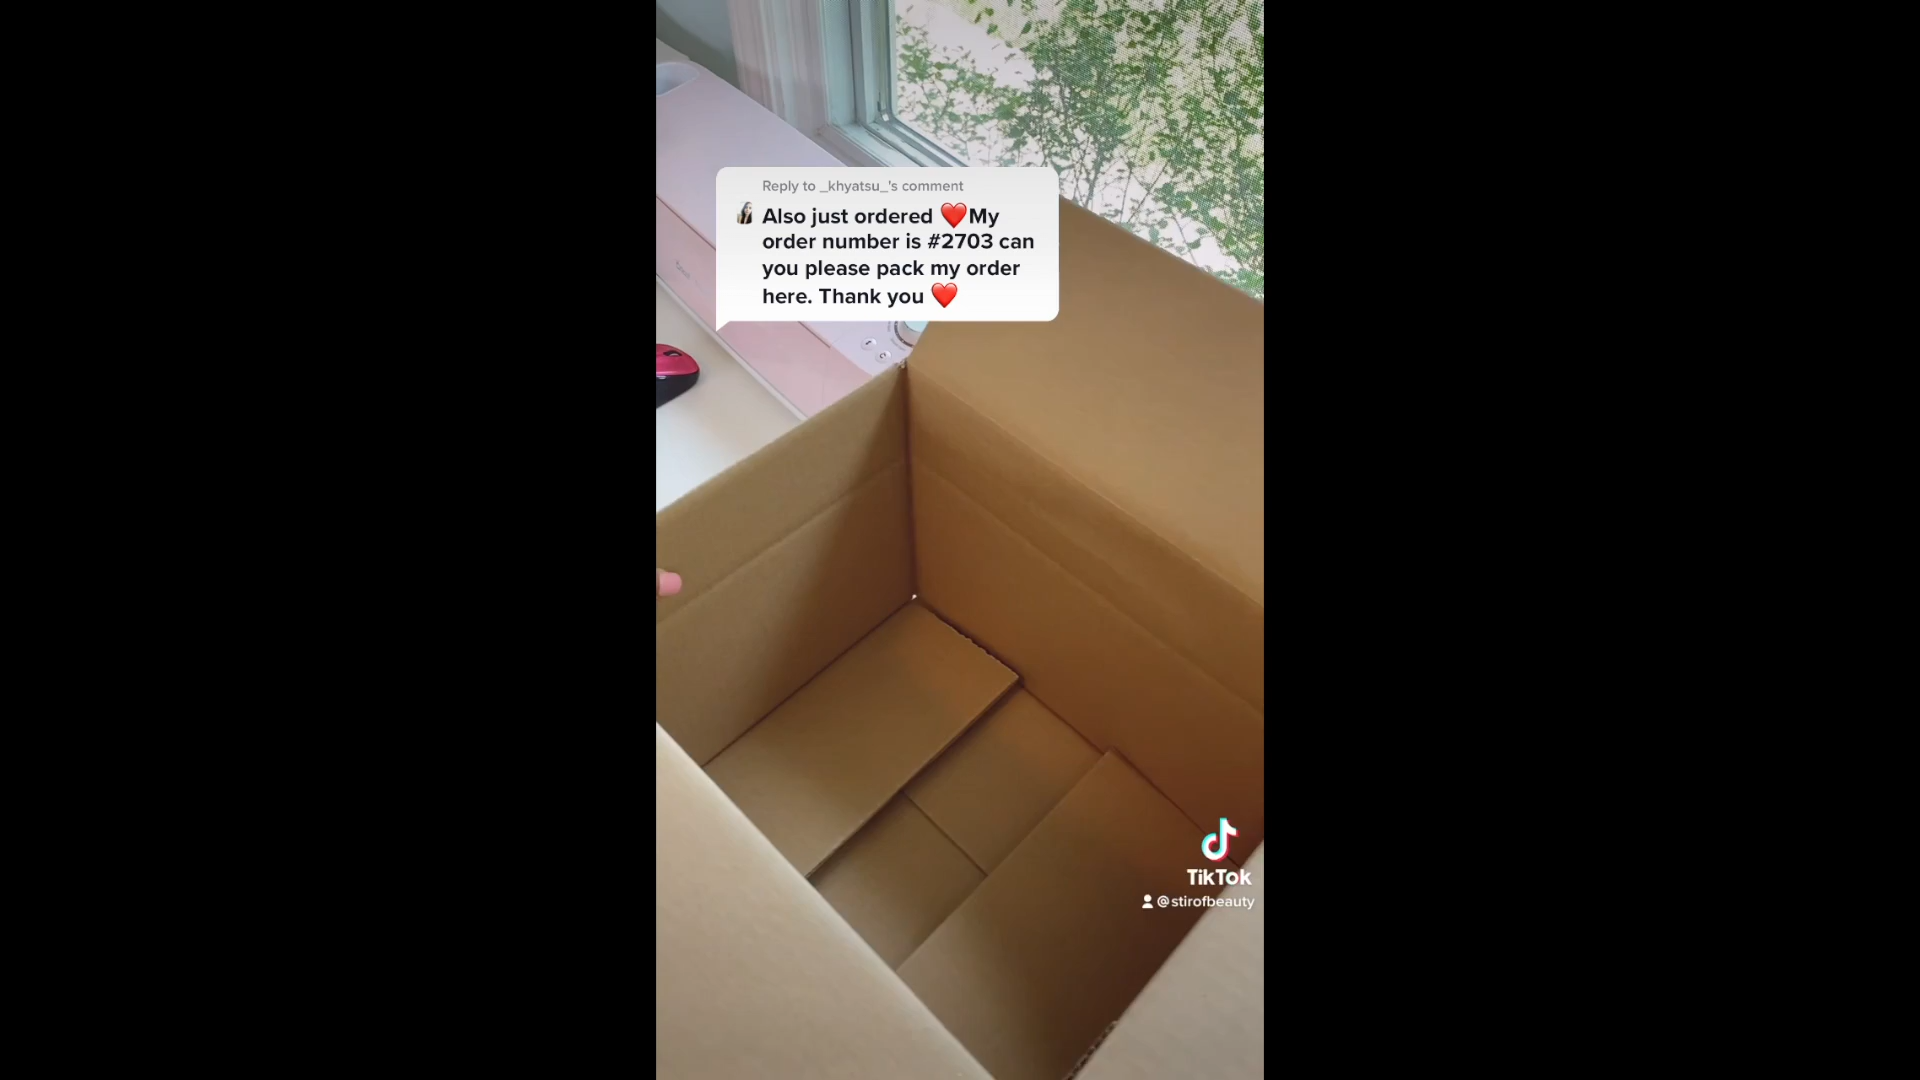 Reply to _khyatsu_'s comment
Also just ordered ❤️My
order number is #2703 can
you please pack my order
here. Thank you ❤️
TikTok
@stirofbeauty